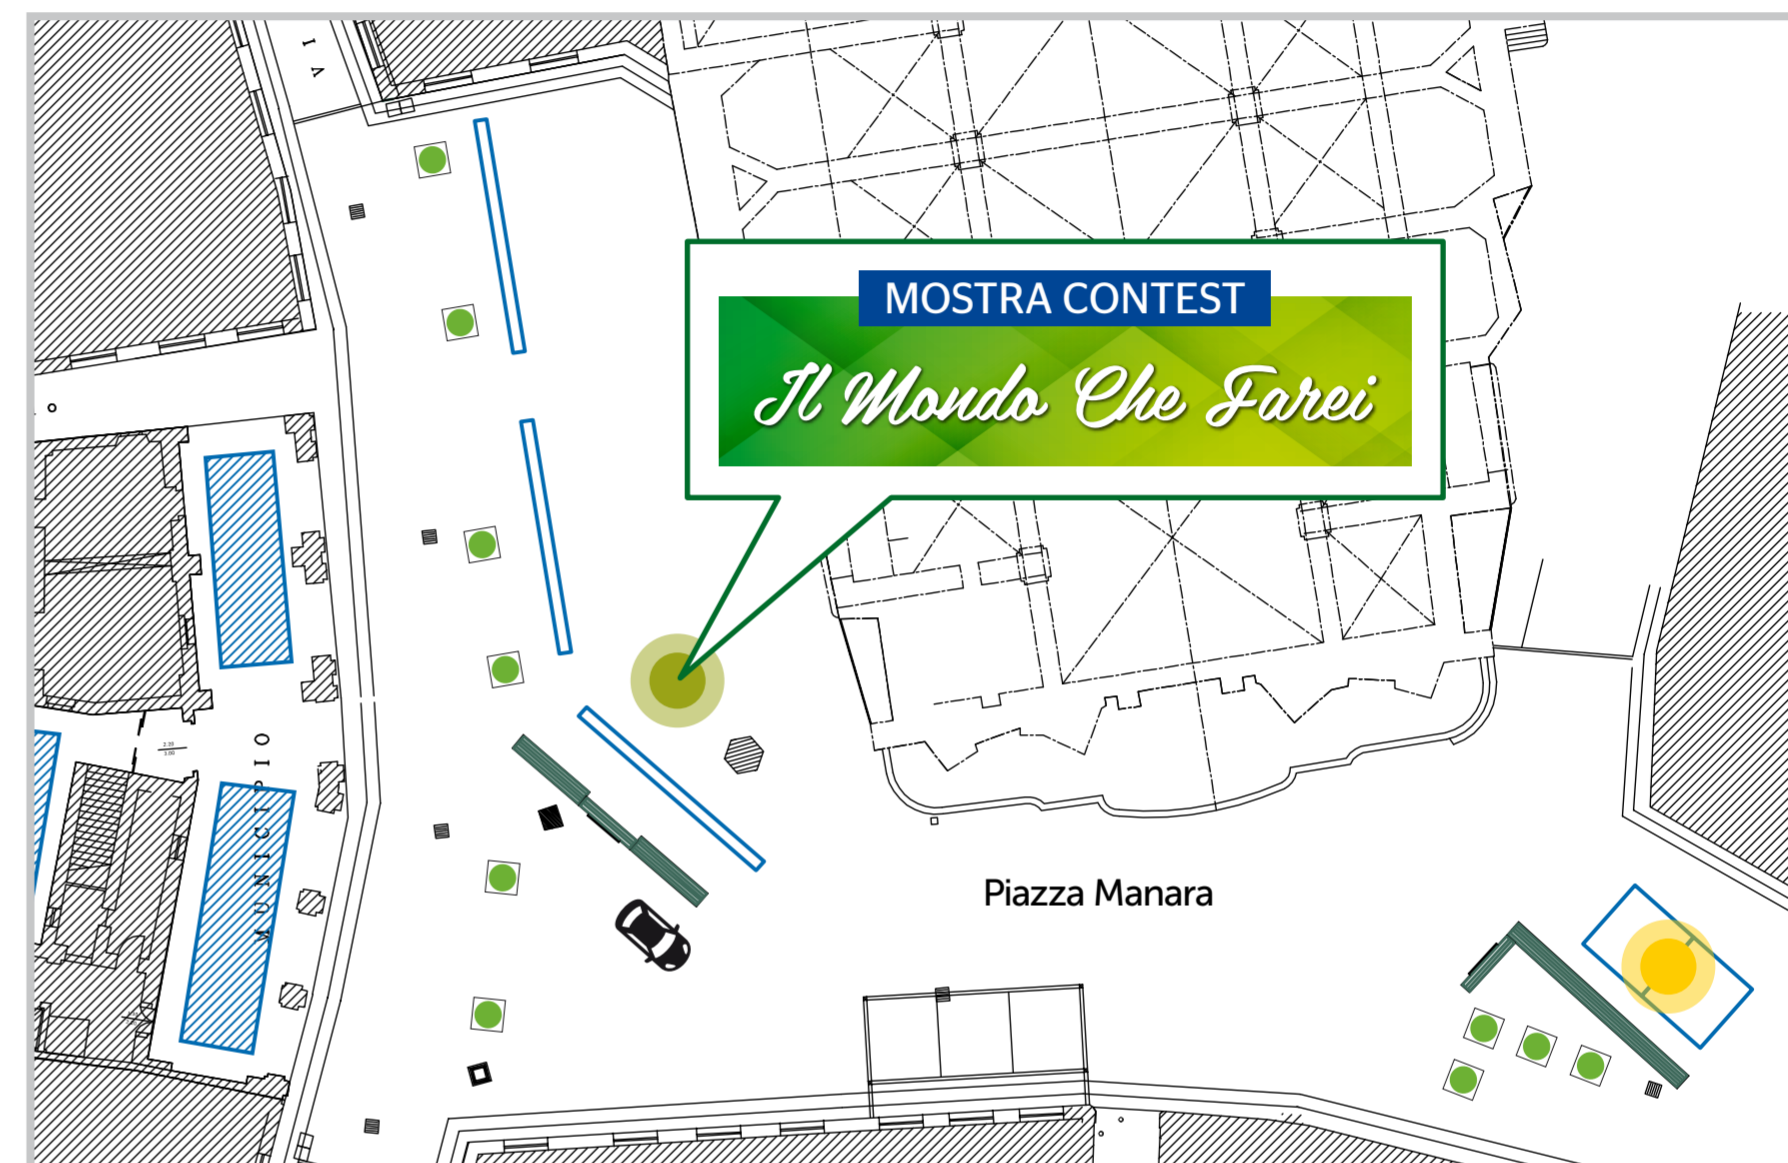 I A
MOSTRA CONTEST
Il Mondo Che Farei
MUNICIPIO
Piazza Manara